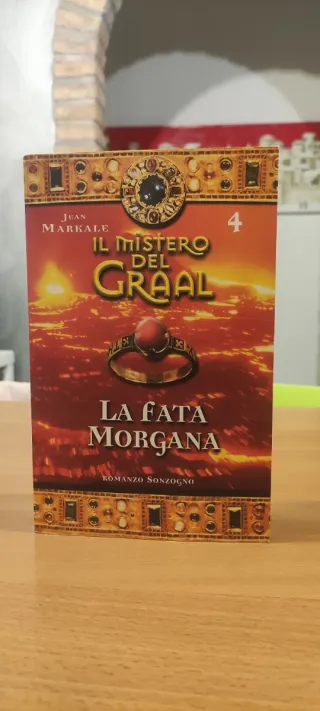 Jean
Markale
4
IL MISTERO
DEL
GRAAL
LA FATA
MORGANA
ROMANZO SONZOGNO